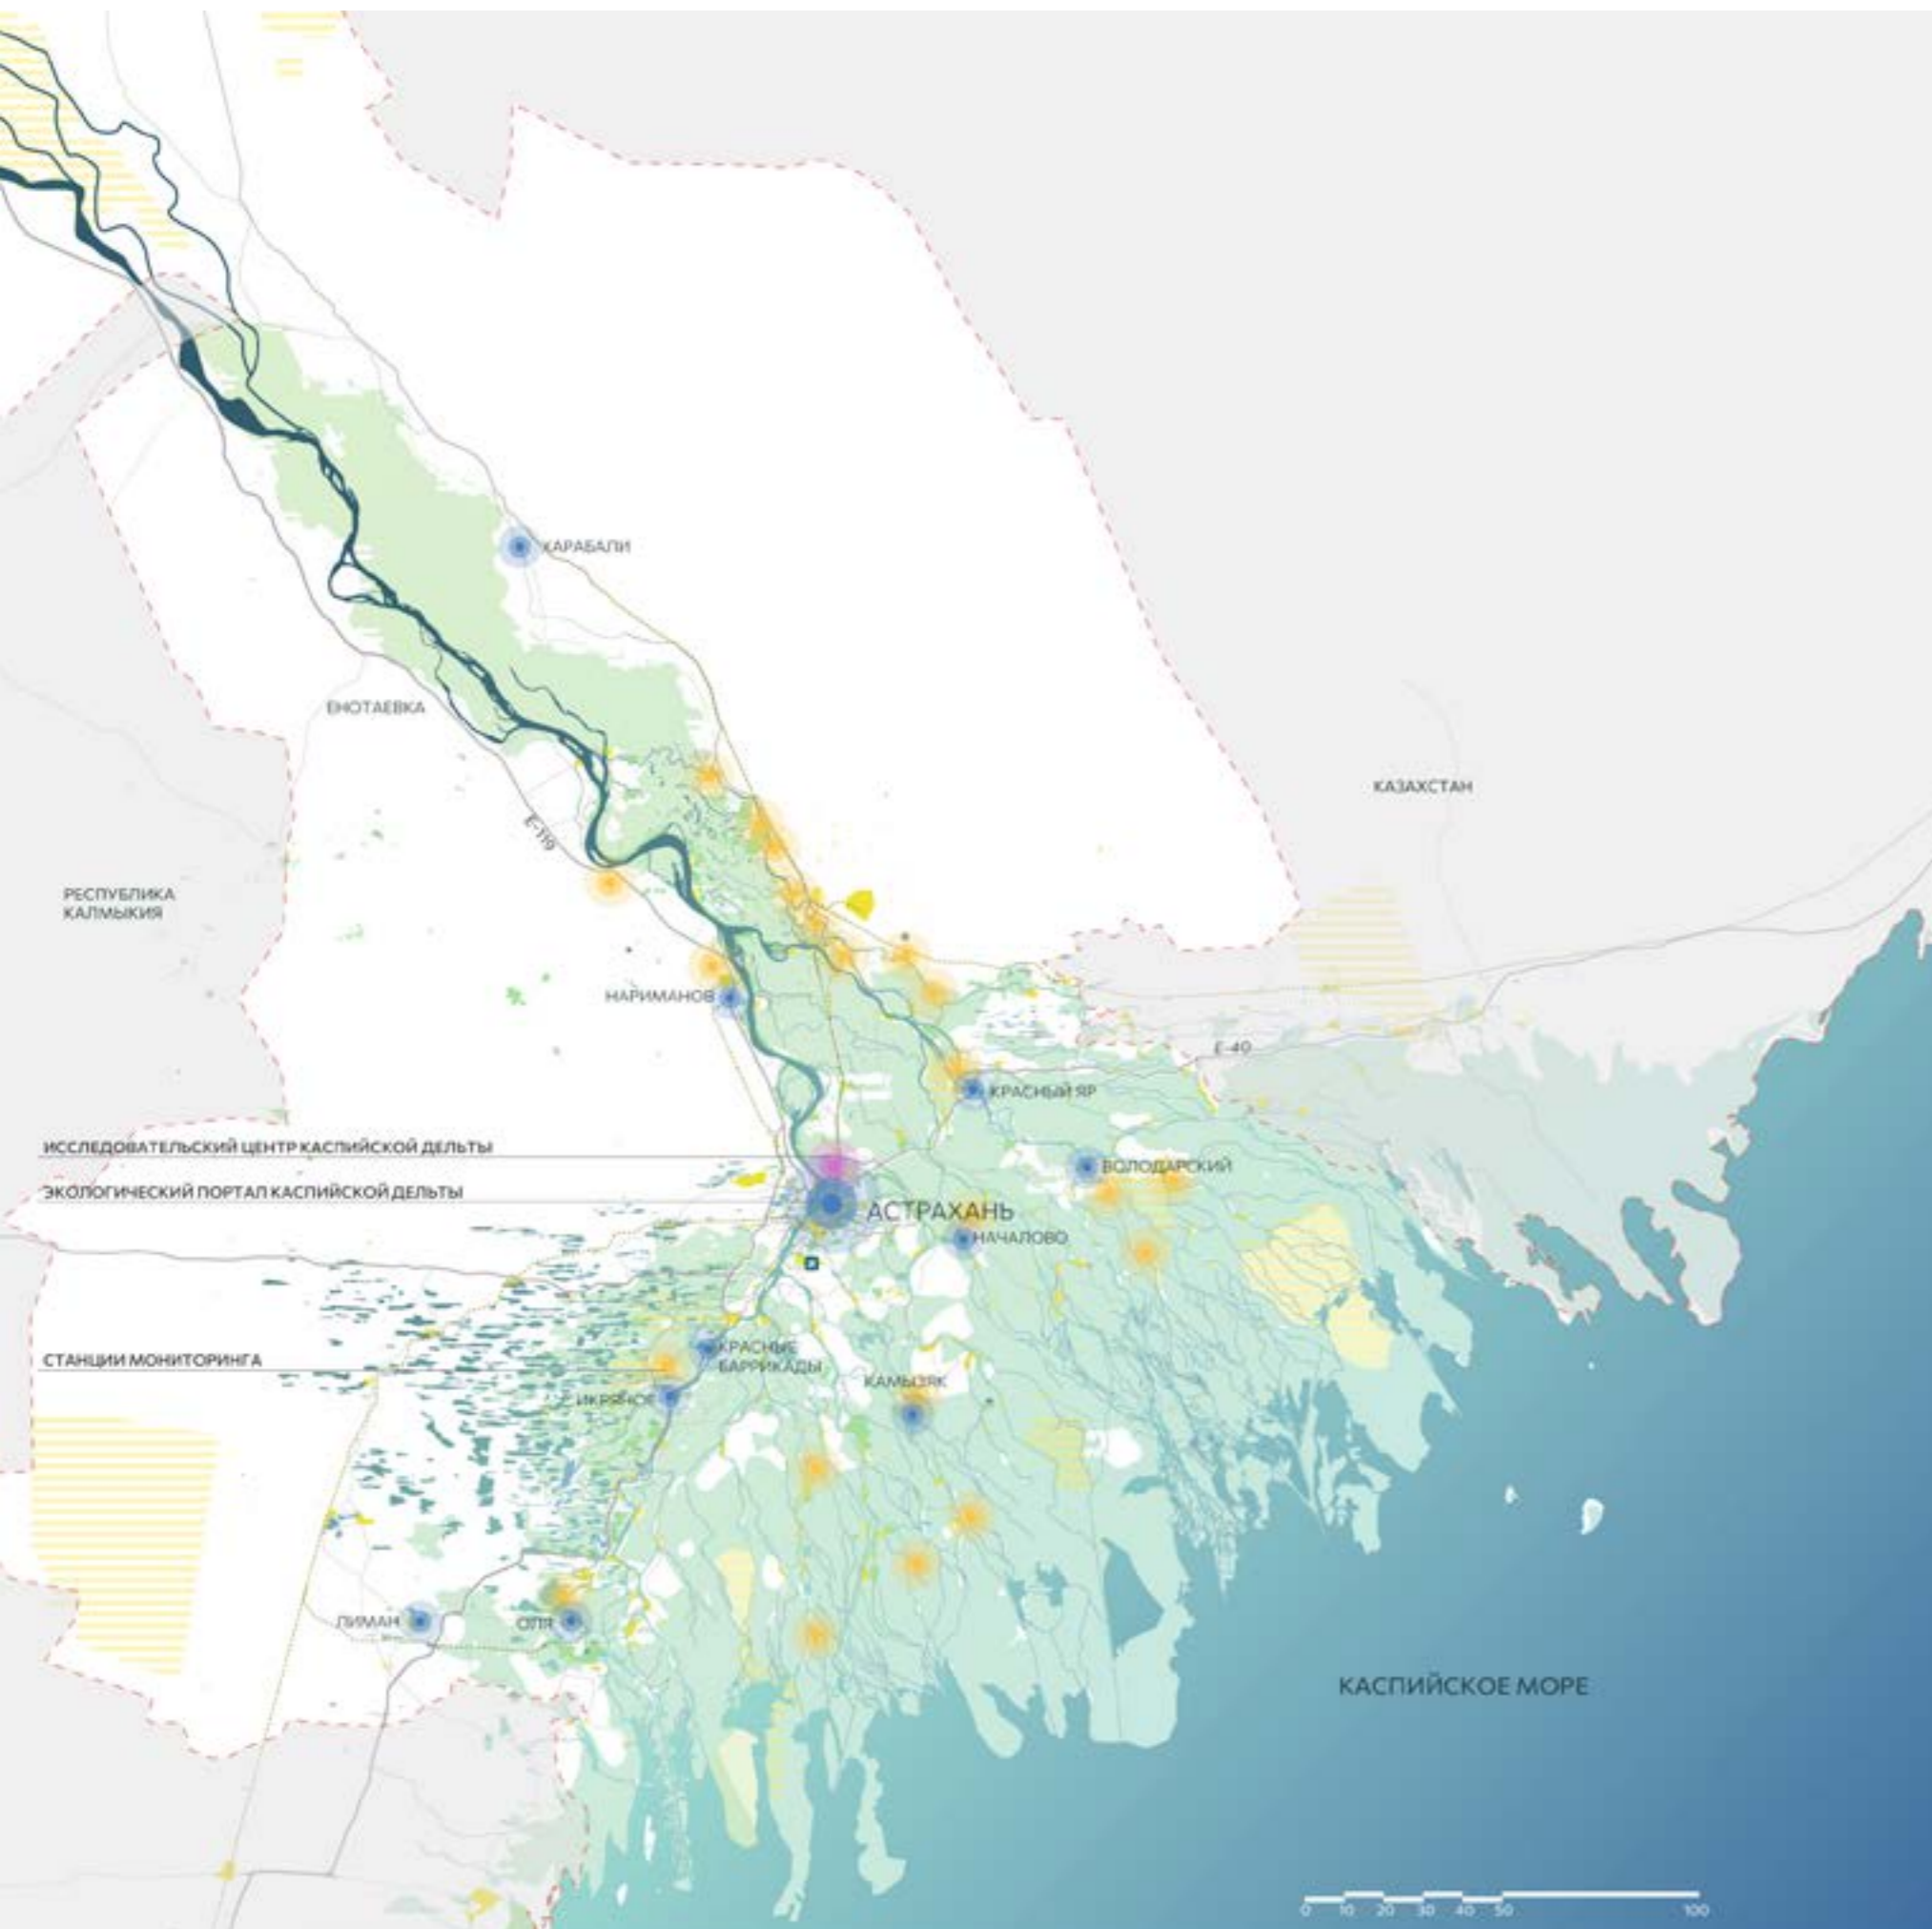 ХАРАБАЛИ
ЕНОТАЕВКА
КАЗАХСТАН
E-119
РЕСПУБЛИКА
КАЛМЫКИЯ
НАРИМАНОВ
E-40
КРАСНЫЙ ЯР
ИССЛЕДОВАТЕЛЬСКИЙ ЦЕНТР КАСПИЙСКОЙ ДЕЛЬТЫ
ВОЛОДАРСКИЙ
ЭКОЛОГИЧЕСКИЙ ПОРТАЛ КАСПИЙСКОЙ ДЕЛЬТЫ
АСТРАХАНЬ
НАЧАЛОВО
КРАСНЫЕ
БАРРИКАДЫ
СТАНЦИИ МОНИТОРИНГА
КАМЫЗЯК
ИКРЯНОЕ
ЛИМАН
ОЛЯ
КАСПИЙСКОЕ МОРЕ
0 10 20 30 40 50 100